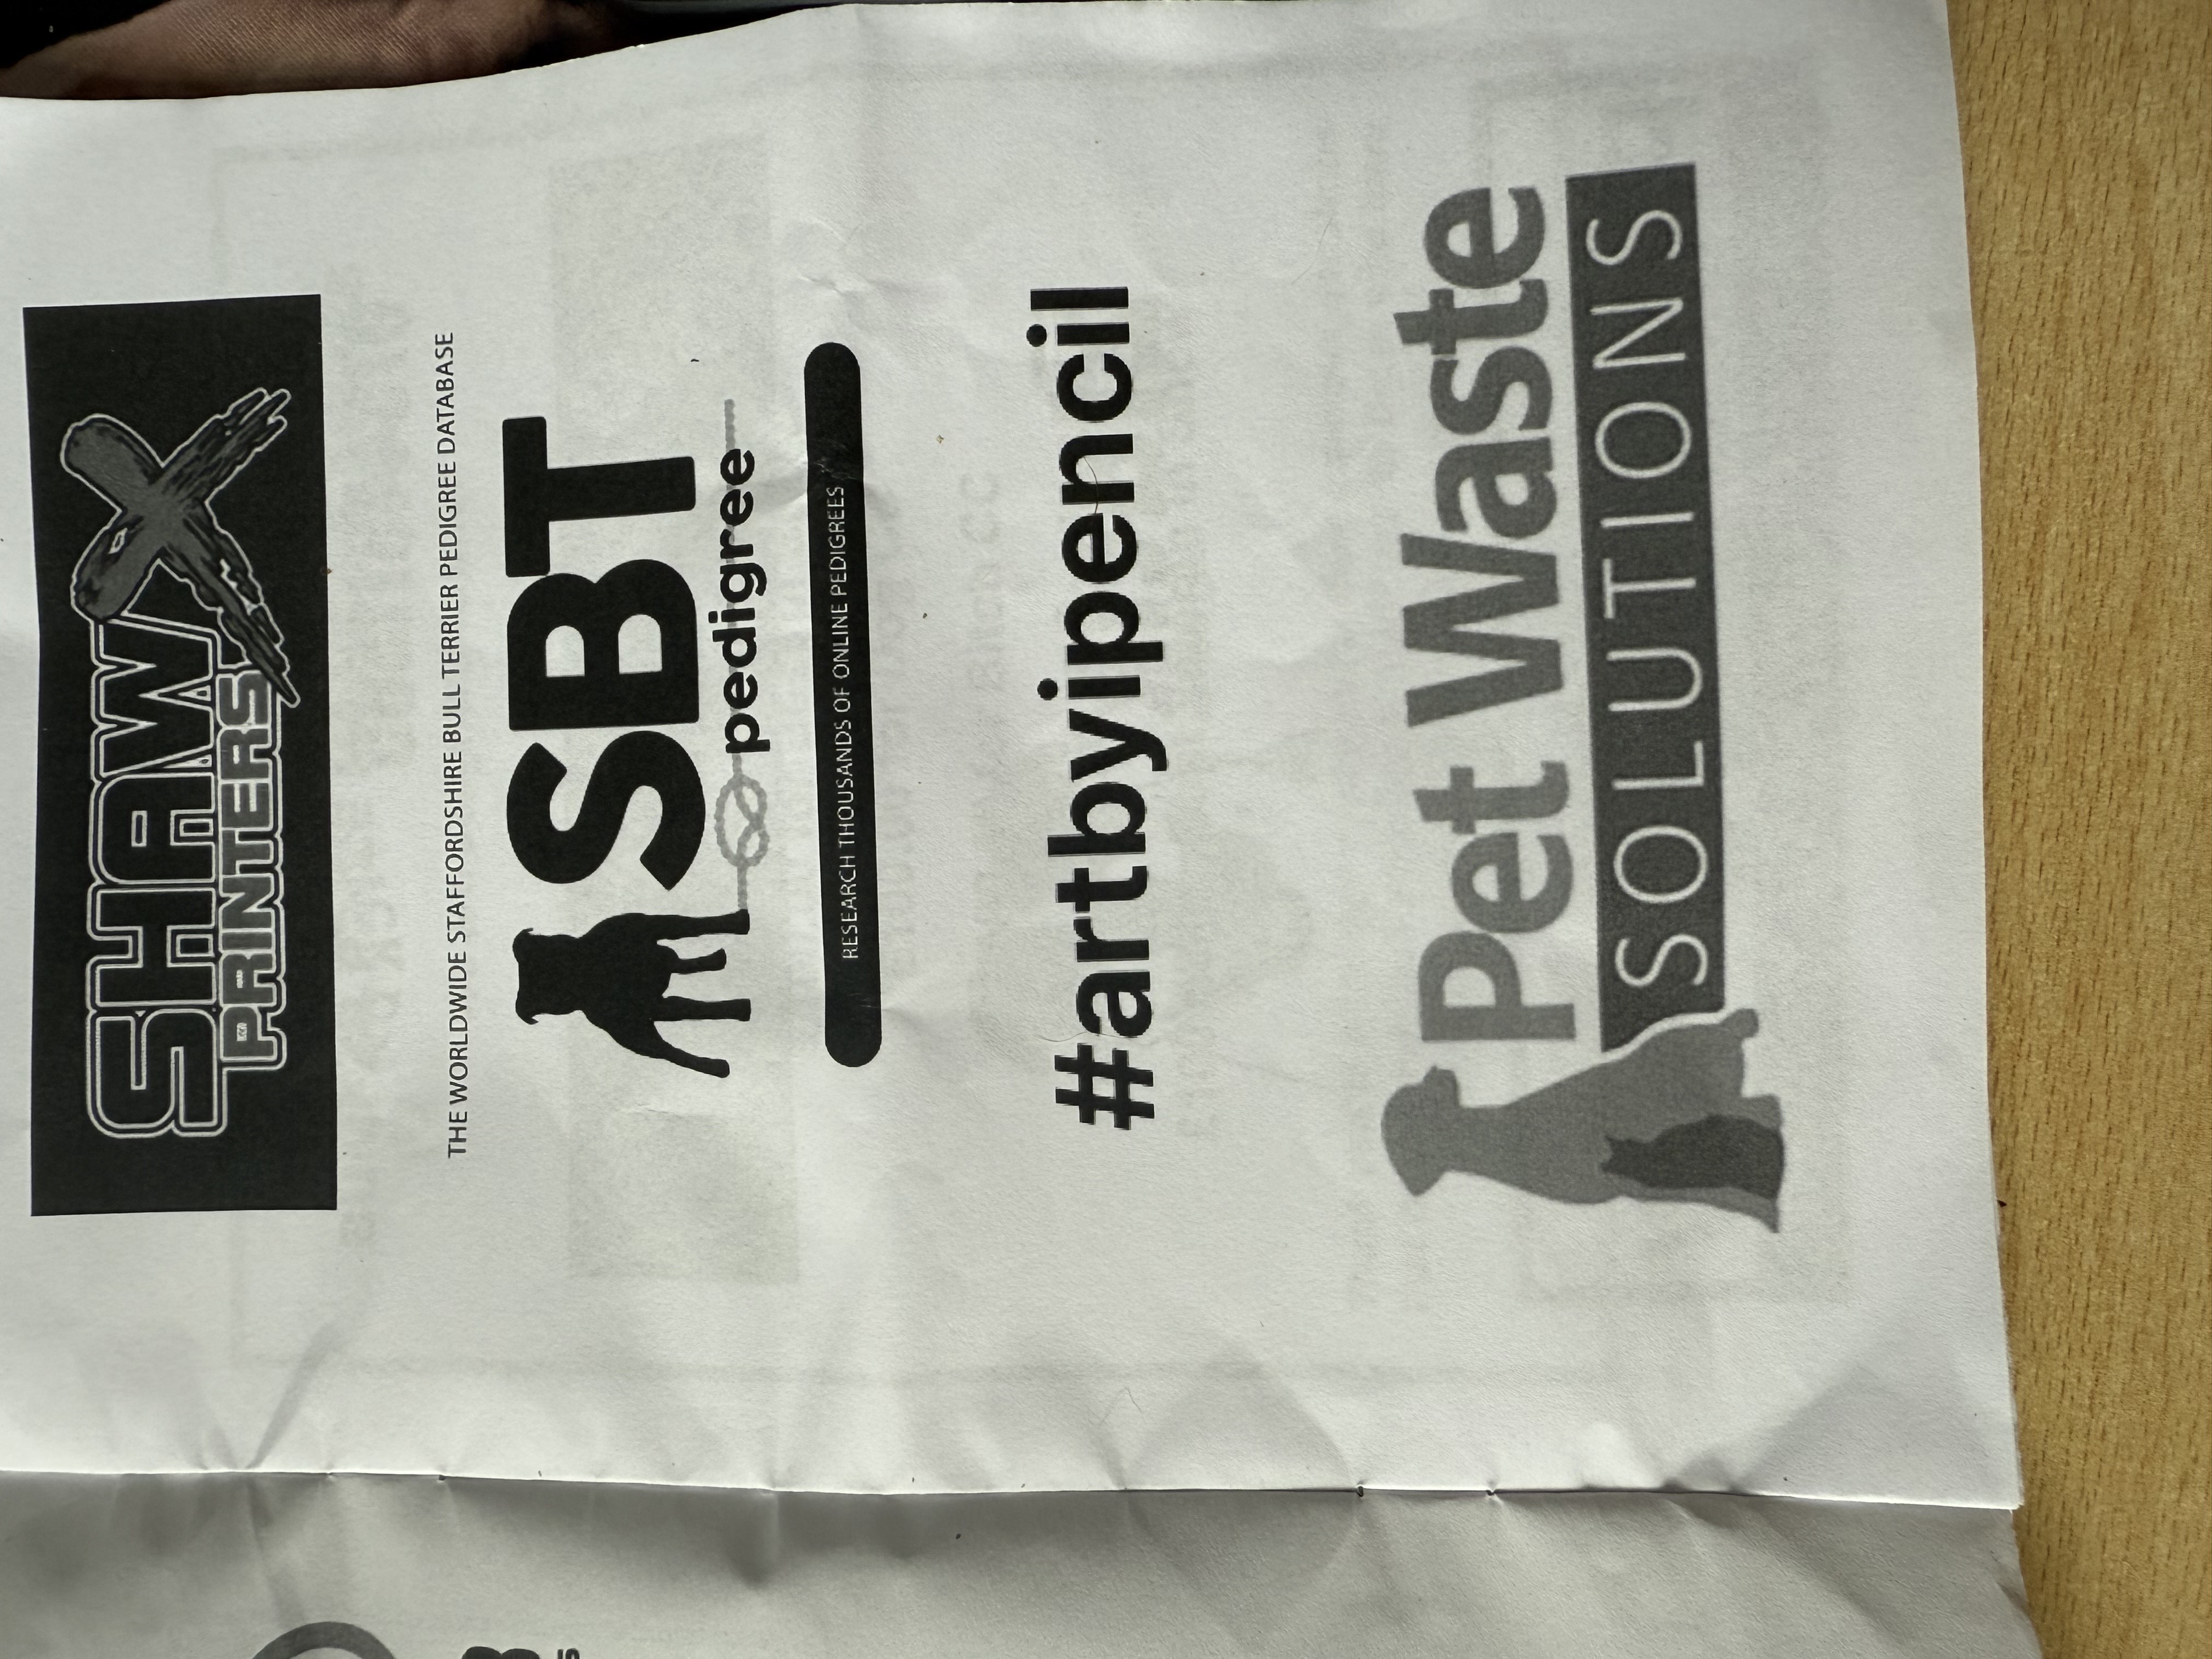 SHAW X
PRINTERS
THE WORLDWIDE STAFFORDSHIRE BULL TERRIER PEDIGREE DATABASE
SBT
pedigree
RESEARCH THOUSANDS OF ONLINE PEDIGREES
#artbyipencil
Pet Waste
SOLUTIONS